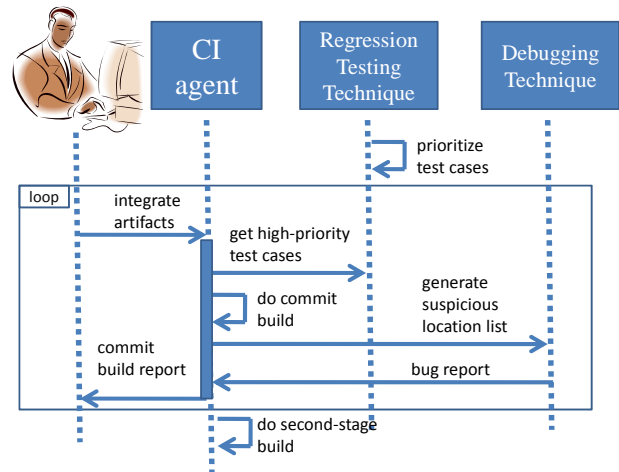 CI
agent
Regression
Testing
Technique
Debugging
Technique
prioritize
test cases
loop
integrate
artifacts
get high-priority
test cases
generate
suspicious
location list
do commit
build
commit
build report
bug report
do second-stage
build